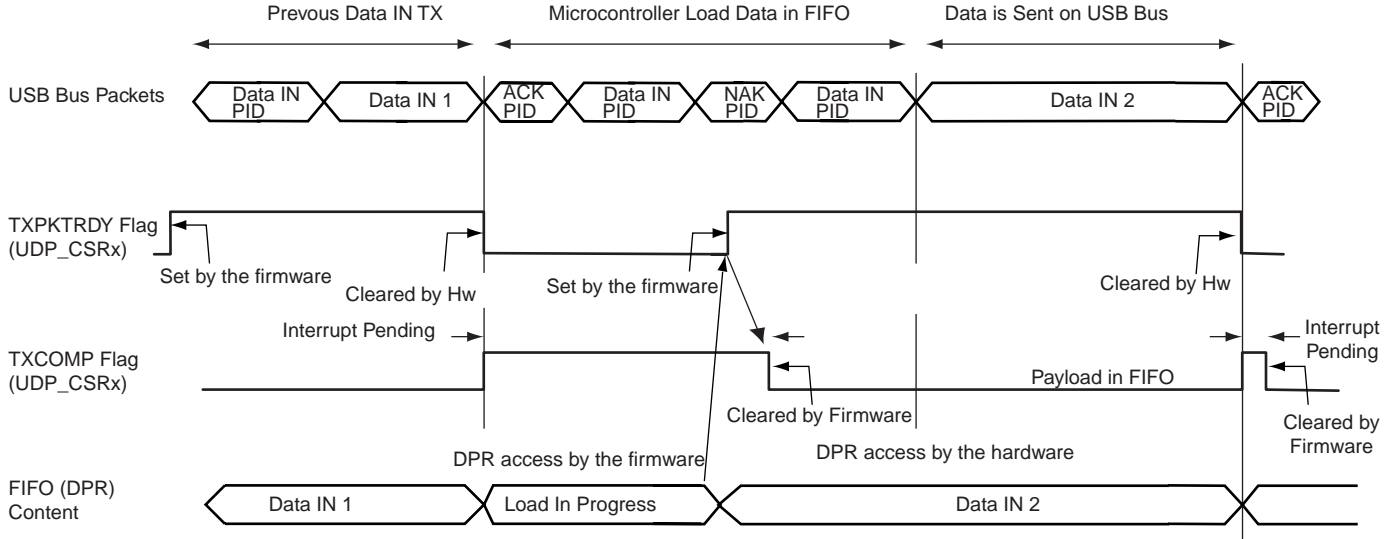 Prevous Data IN TX
Microcontroller Load Data in FIFO
Data is Sent on USB Bus
USB Bus Packets
Data IN
PID
Data IN 1
ACK
PID
Data IN
PID
NAK
PID
Data IN
PID
Data IN 2
ACK
PID
TXPKTRDY Flag
(UDP_CSRx)
Set by the firmware
Cleared by Hw
Set by the firmware
Cleared by Hw
Interrupt Pending
Interrupt
Pending
TXCOMP Flag
(UDP_CSRx)
Payload in FIFO
Cleared by Firmware
Cleared by
Firmware
DPR access by the firmware
DPR access by the hardware
FIFO (DPR)
Content
Data IN 1
Load In Progress
Data IN 2